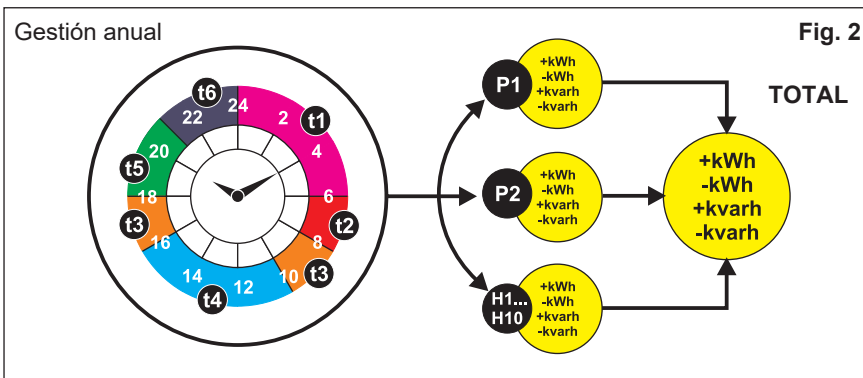 Gestión anual
Fig. 2
t6
24
22
2
t1
20
4
t5
18
6
t3
t2
16
8
14
10
t3
12
t4
P1
+kWh
-kWh
+kvarh
-kvarh
P2
+kWh
-kWh
+kvarh
-kvarh
H1...
H10
+kWh
-kWh
+kvarh
-kvarh
TOTAL
+kWh
-kWh
+kvarh
-kvarh